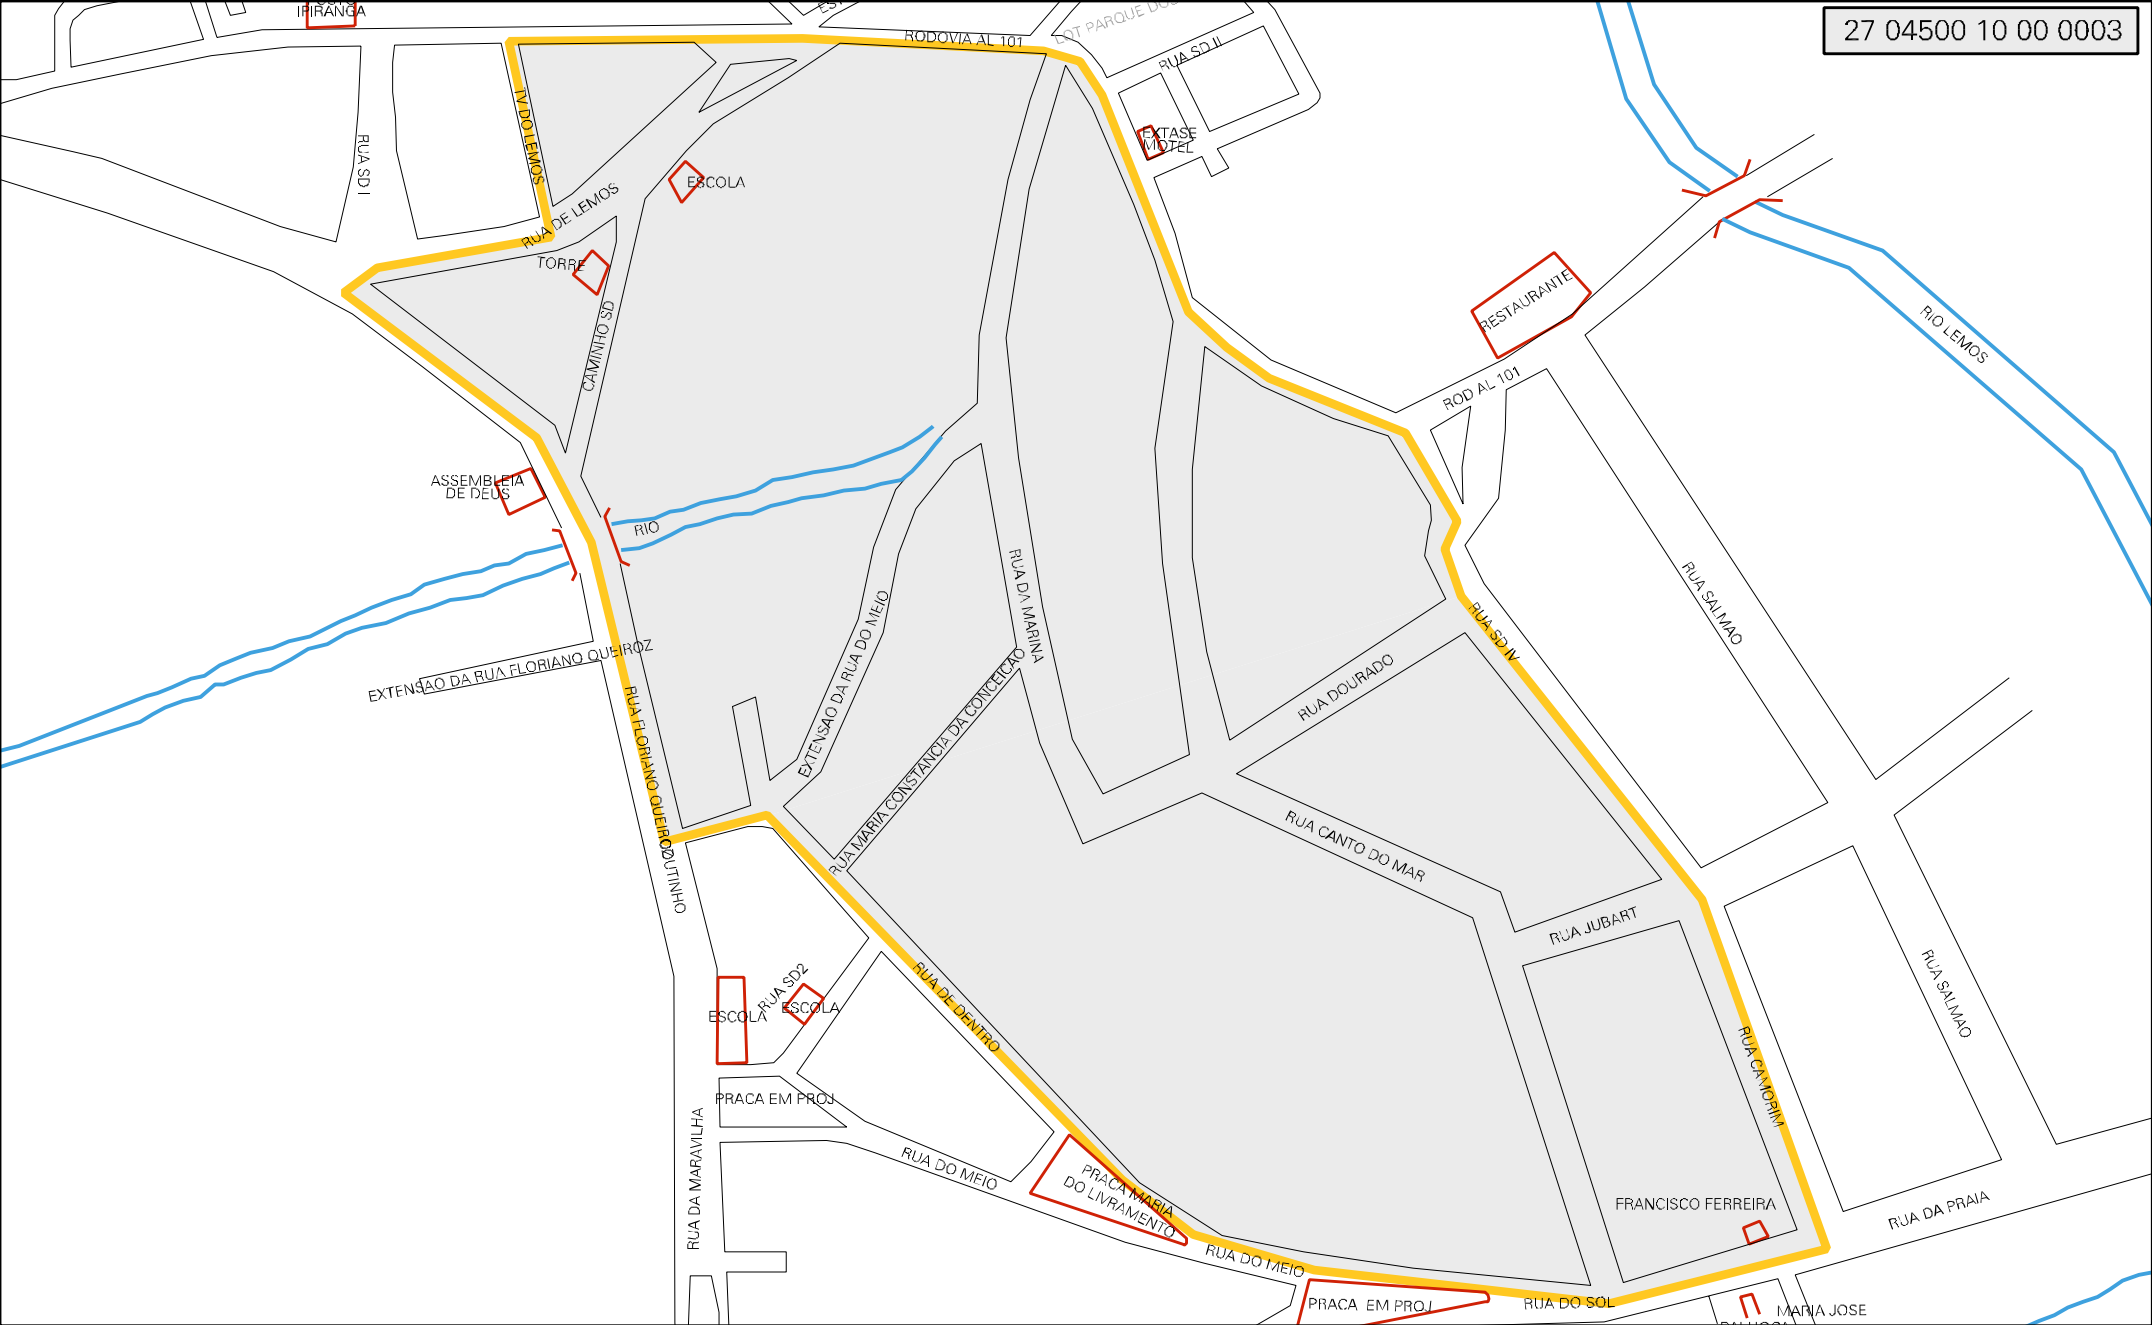 27 04500 10 00 0003
IPIRANGA
RODOVIA AL 101
LOT PARQUE DOS
RUA SD II
EXTASE
MOTEL
TV DO LEMOS
RUA SD I
ESCOLA
RUA DE LEMOS
TORRE
CAMINHO SD
RESTAURANTE
RIO LEMOS
ROD AL 101
ASSEMBLEIA
DE DEUS
RIO
RUA SALMAO
RUA DA MARINA
EXTENSAO DA RUA DO MEIO
RUA SD IV
EXTENSAO DA RUA FLORIANO QUEIROZ
RUA DOURADO
RUA MARIA CONSTANCIA DA CONCEICAO
RUA FLORIANO QUEIROZ
COUTINHO
RUA CANTO DO MAR
RUA JUBART
RUA SALMAO
RUA DE DENTRO
RUA SD2
ESCOLA
ESCOLA
RUA CAMORIM
PRACA EM PROJ
RUA DA MARAVILHA
RUA DO MEIO
PRACA MARIA
DO LIVRAMENTO
FRANCISCO FERREIRA
RUA DA PRAIA
RUA DO MEIO
PRACA EM PROJ
RUA DO SOL
MARIA JOSE